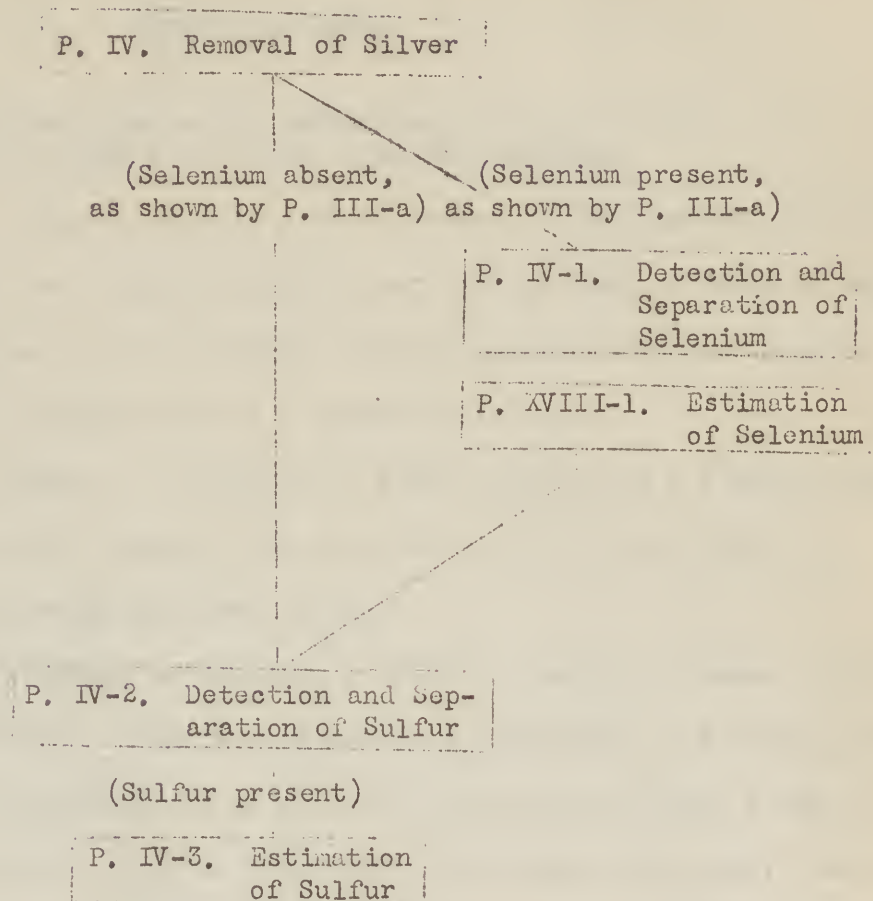 P. IV. Removal of Silver
(Selenium absent,
as shown by P. III-a)
(Selenium present,
as shown by P. III-a)
P. IV-1. Detection and
Separation of
Selenium
P. XVIII-1. Estimation
of Selenium
P. IV-2. Detection and Sep-
aration of Sulfur
(Sulfur present)
P. IV-3. Estimation
of Sulfur